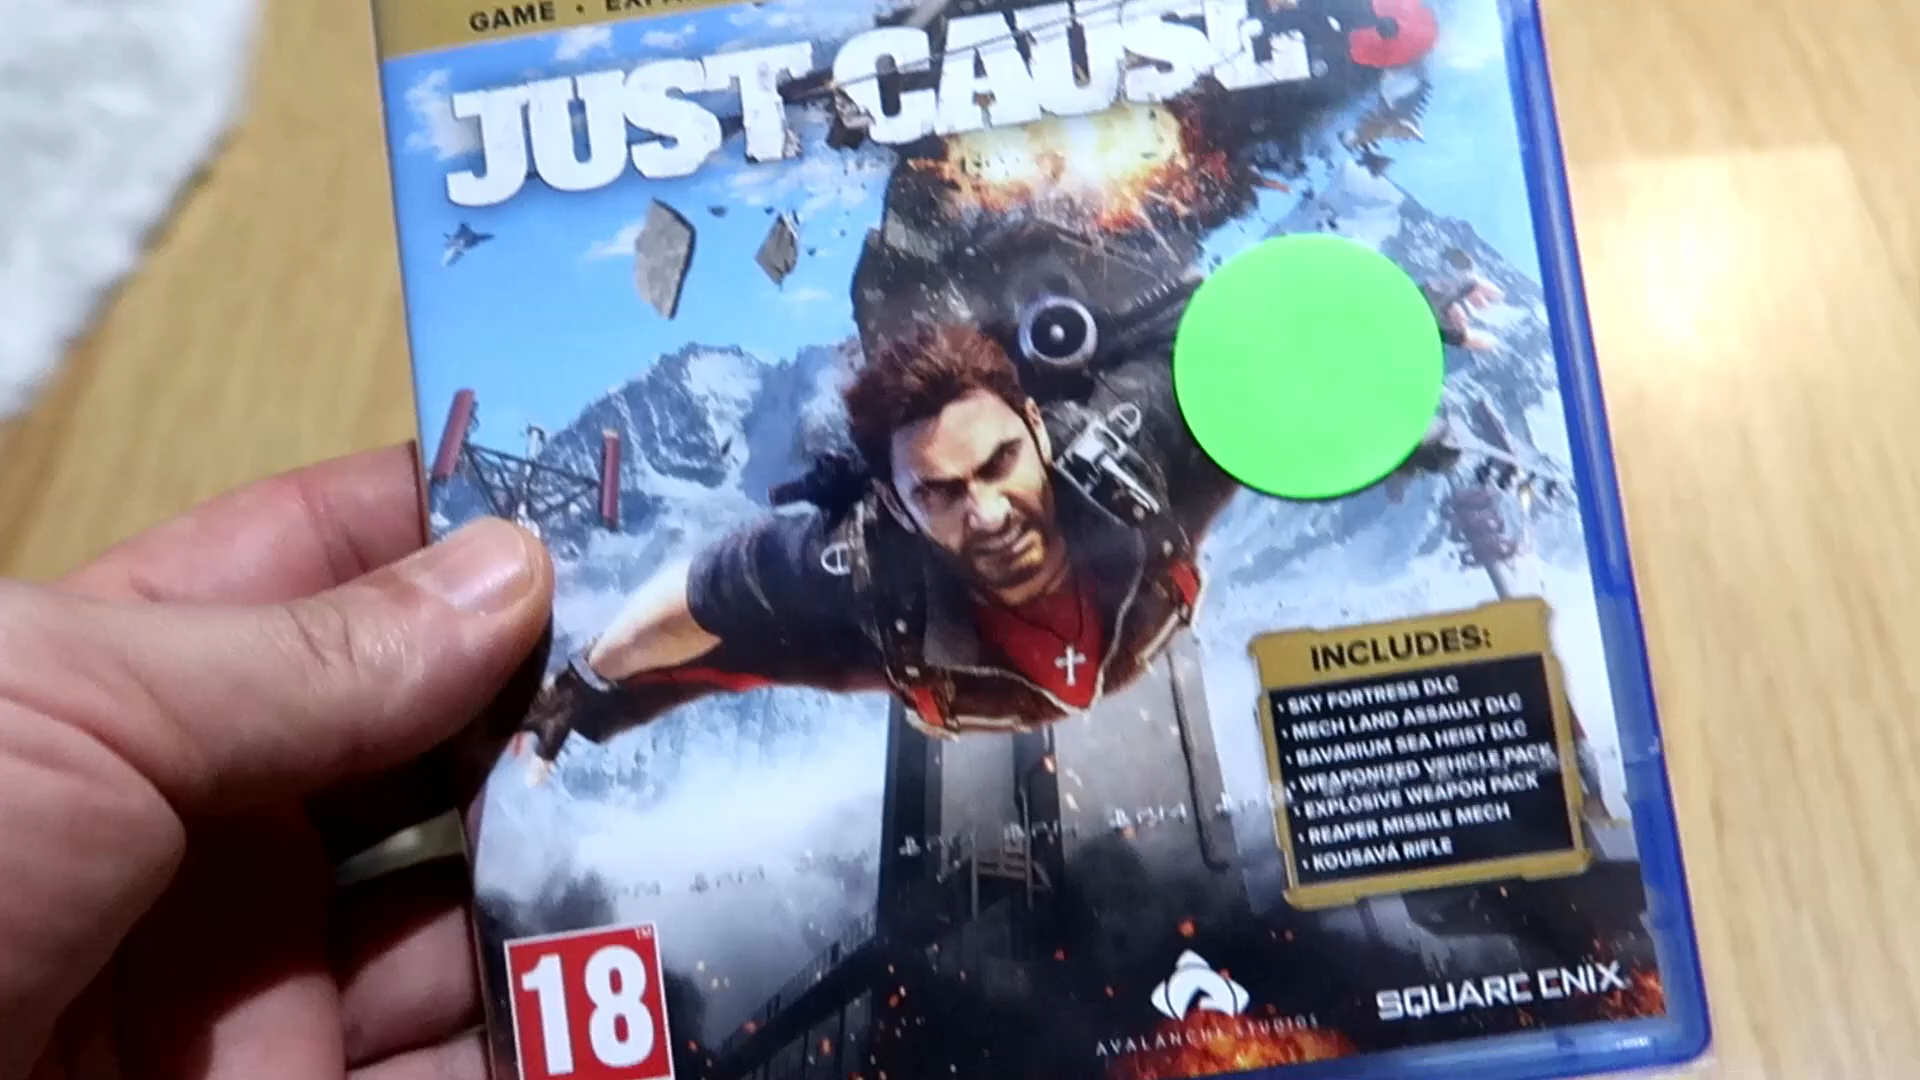 GAME •
JUST CAUSE 3
INCLUDES:
• SKY FORTRESS DLC
• MECH LAND ASSAULT DLC
• BAVARIUM SEA HEIST DLC
• WEAPONIZED VEHICLE PACK
• EXPLOSIVE WEAPON PACK
• REAPER MISSILE MECH
• KOUSAVÁ RIFLE
18™
AVALANCHE STUDIOS
SQUARE ENIX